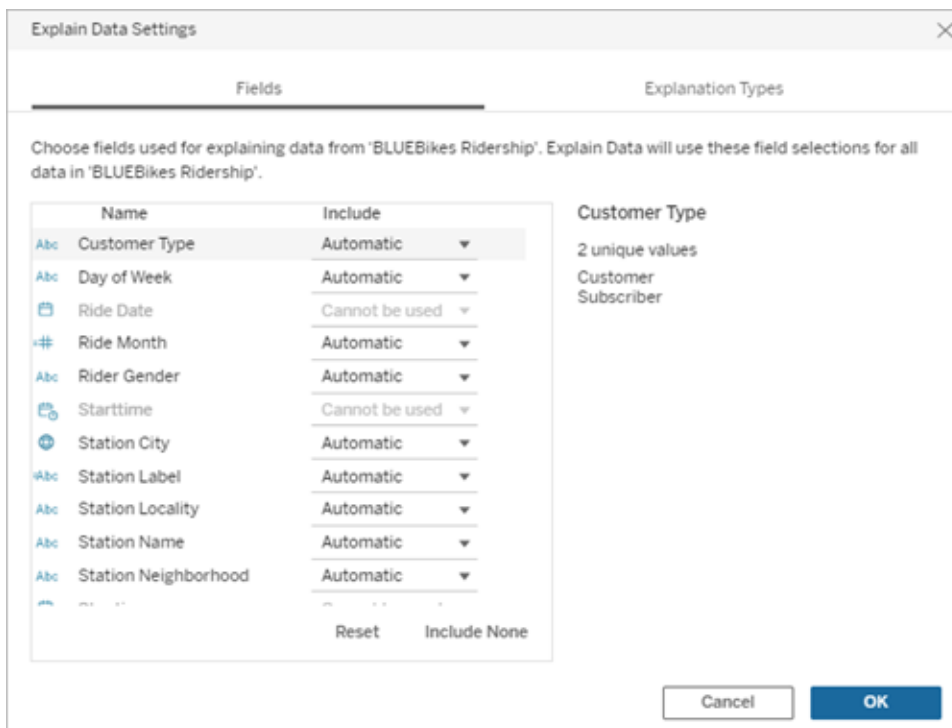 Explain Data Settings
Fields Explanation Types
Choose fields used for explaining data from 'BLUEBikes Ridership'. Explain Data will use these field selections for all
data in 'BLUEBikes Ridership'.
Name Include
Abc Customer Type Automatic
Abc Day of Week Automatic
Ride Date Cannot be used
=# Ride Month Automatic
Abc Rider Gender Automatic
Starttime Cannot be used
Station City Automatic
=Abc Station Label Automatic
Abc Station Locality Automatic
Abc Station Name Automatic
Abc Station Neighborhood Automatic
Reset Include None
Customer Type
2 unique values
Customer
Subscriber
Cancel OK